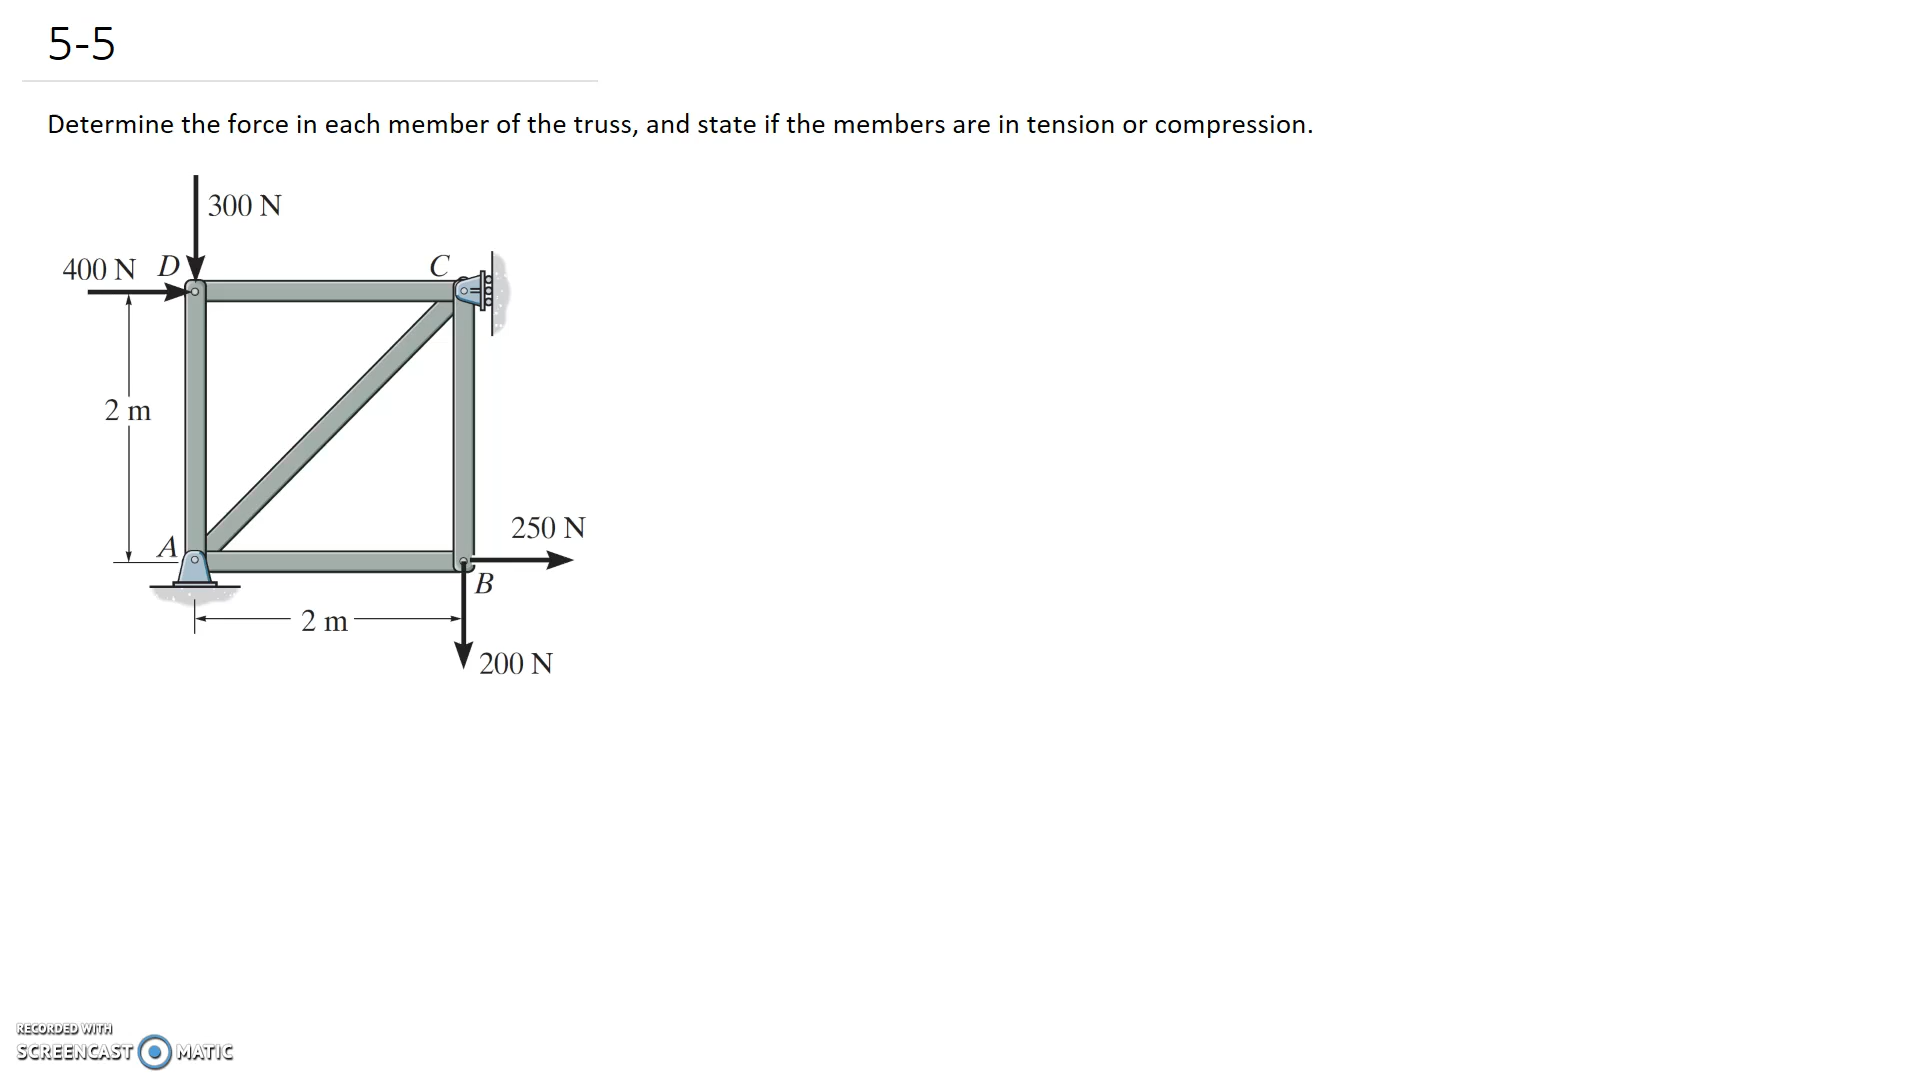 5-5
Determine the force in each member of the truss, and state if the members are in tension or compression.
300 N
400 N D
C
2 m
250 N
A
B
2 m
200 N
RECORDED WITH
SCREENCAST MATIC